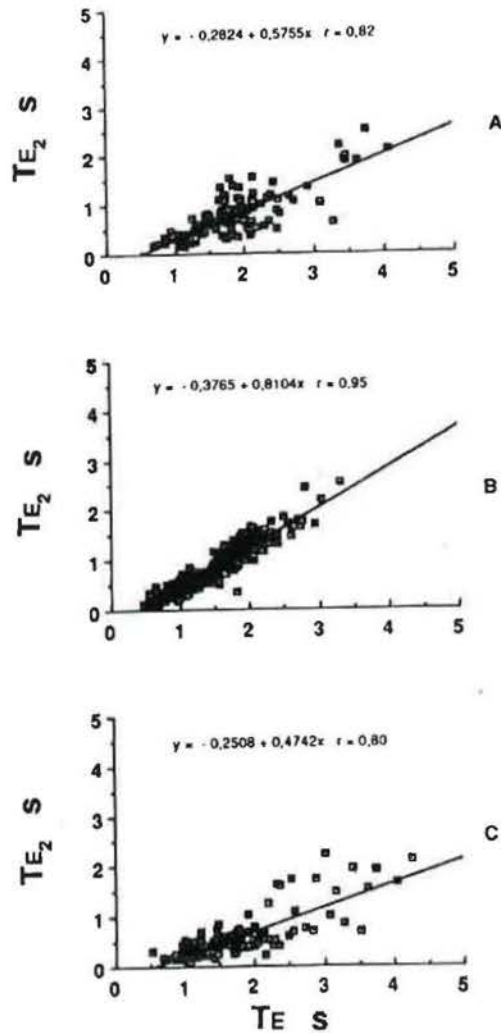 y = - 0,2824 + 0,5755x r = 0,82
5
4
3
2
1
0
TE₂ s
A
0 1 2 3 4 5
y = - 0,3765 + 0,8104x r = 0.95
5
4
3
2
1
0
TE₂ s
B
0 1 2 3 4 5
y = - 0,2508 + 0,4742x r = 0,80
5
4
3
2
1
0
TE₂ s
C
0 1 2 3 4 5
TE s